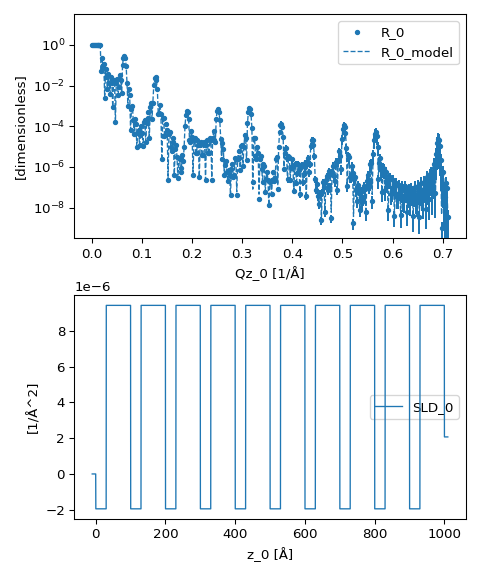 R_0
R_0_model
[dimensionless]
10⁰
10⁻²
10⁻⁴
10⁻⁶
10⁻⁸
0.0 0.1 0.2 0.3 0.4 0.5 0.6 0.7
Qz_0 [1/Å]
1e−6
SLD_0
[1/Å^2]
8
6
4
2
0
−2
0 200 400 600 800 1000
z_0 [Å]